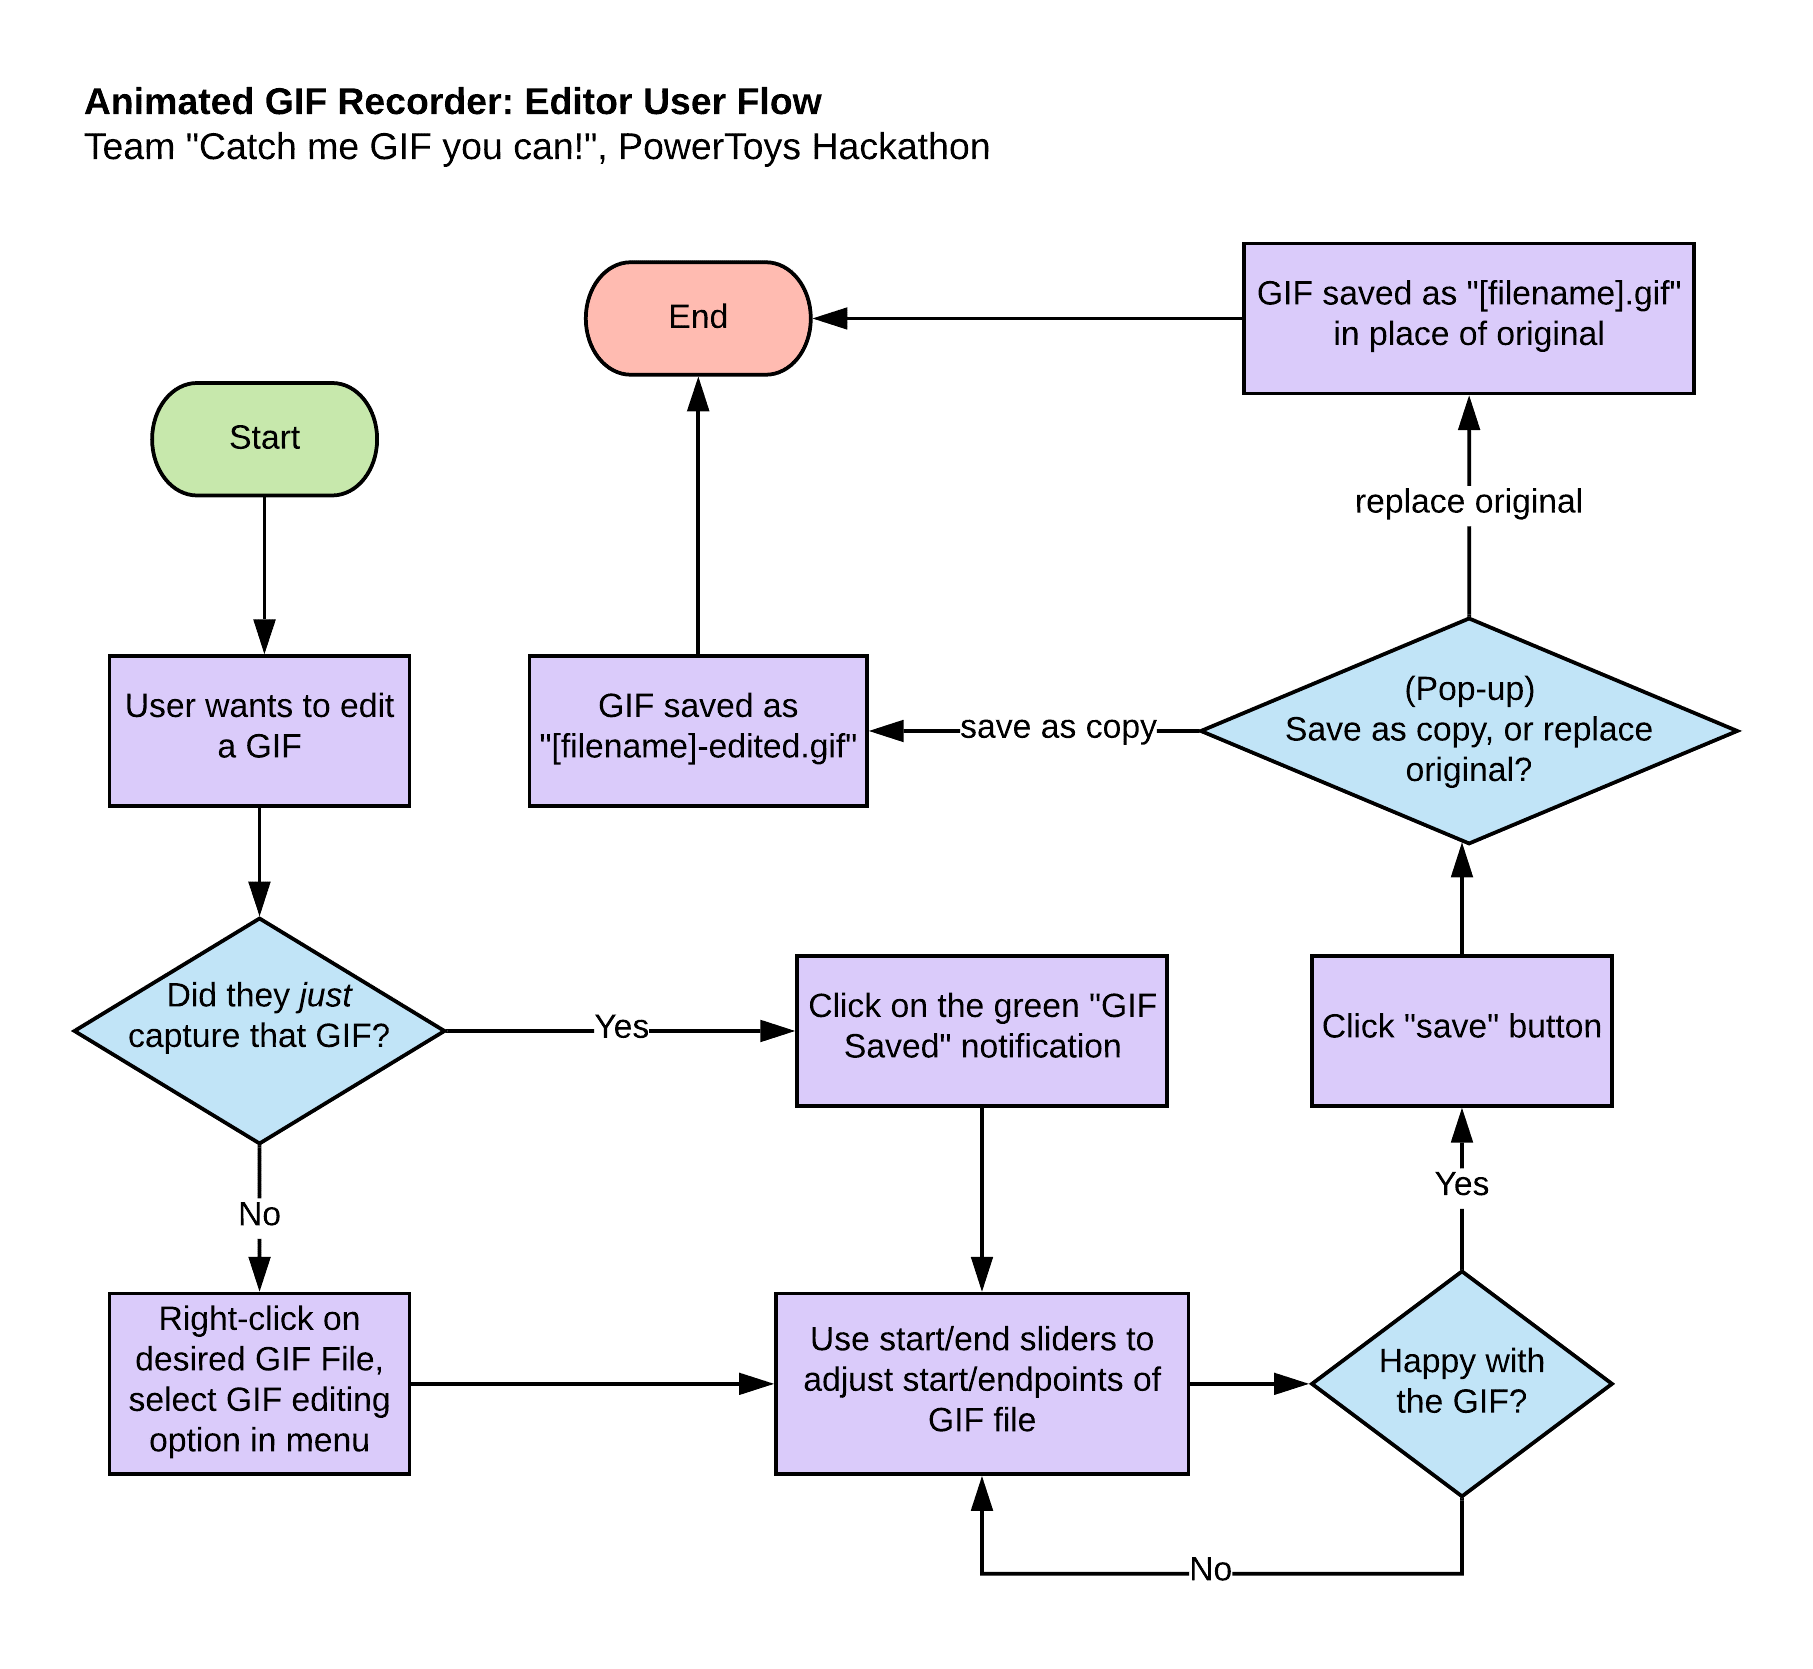 Animated GIF Recorder: Editor User Flow
Team "Catch me GIF you can!", PowerToys Hackathon
Start
User wants to edit
a GIF
Did they just
capture that GIF?
Yes
No
Click on the green "GIF
Saved" notification
Right-click on
desired GIF File,
select GIF editing
option in menu
Use start/end sliders to
adjust start/endpoints of
GIF file
Happy with
the GIF?
No
Yes
Click "save" button
(Pop-up)
Save as copy, or replace
original?
save as copy
replace original
GIF saved as
"[filename]-edited.gif"
GIF saved as "[filename].gif"
in place of original
End